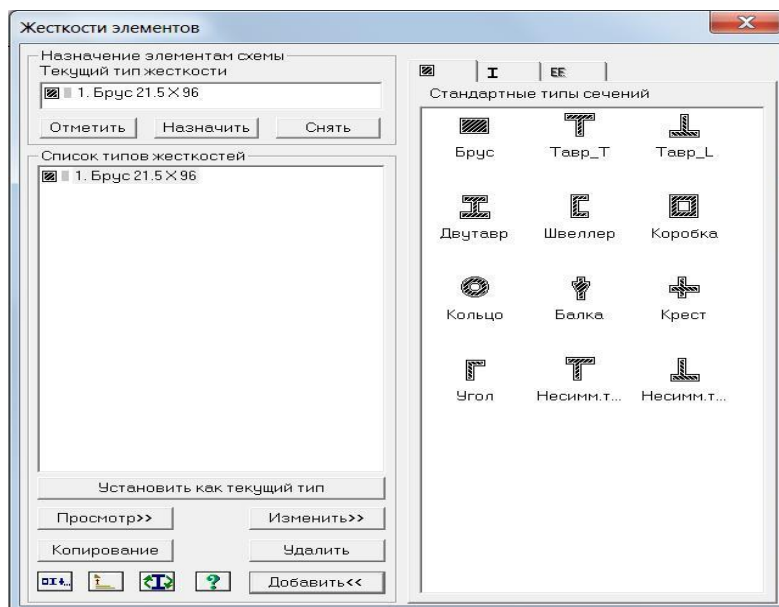 Жесткости элементов
Назначение элементам схемы
Текущий тип жесткости
1. Брус 21.5 X 96
Отметить Назначить Снять
Список типов жесткостей
1. Брус 21.5 X 96
Установить как текущий тип
Просмотр>> Изменить>>
Копирование Удалить
Добавить<<
Стандартные типы сечений
Брус Тавр_T Тавр_L
Двутавр Швеллер Коробка
Кольцо Балка Крест
Угол Несимм.т... Несимм.т...